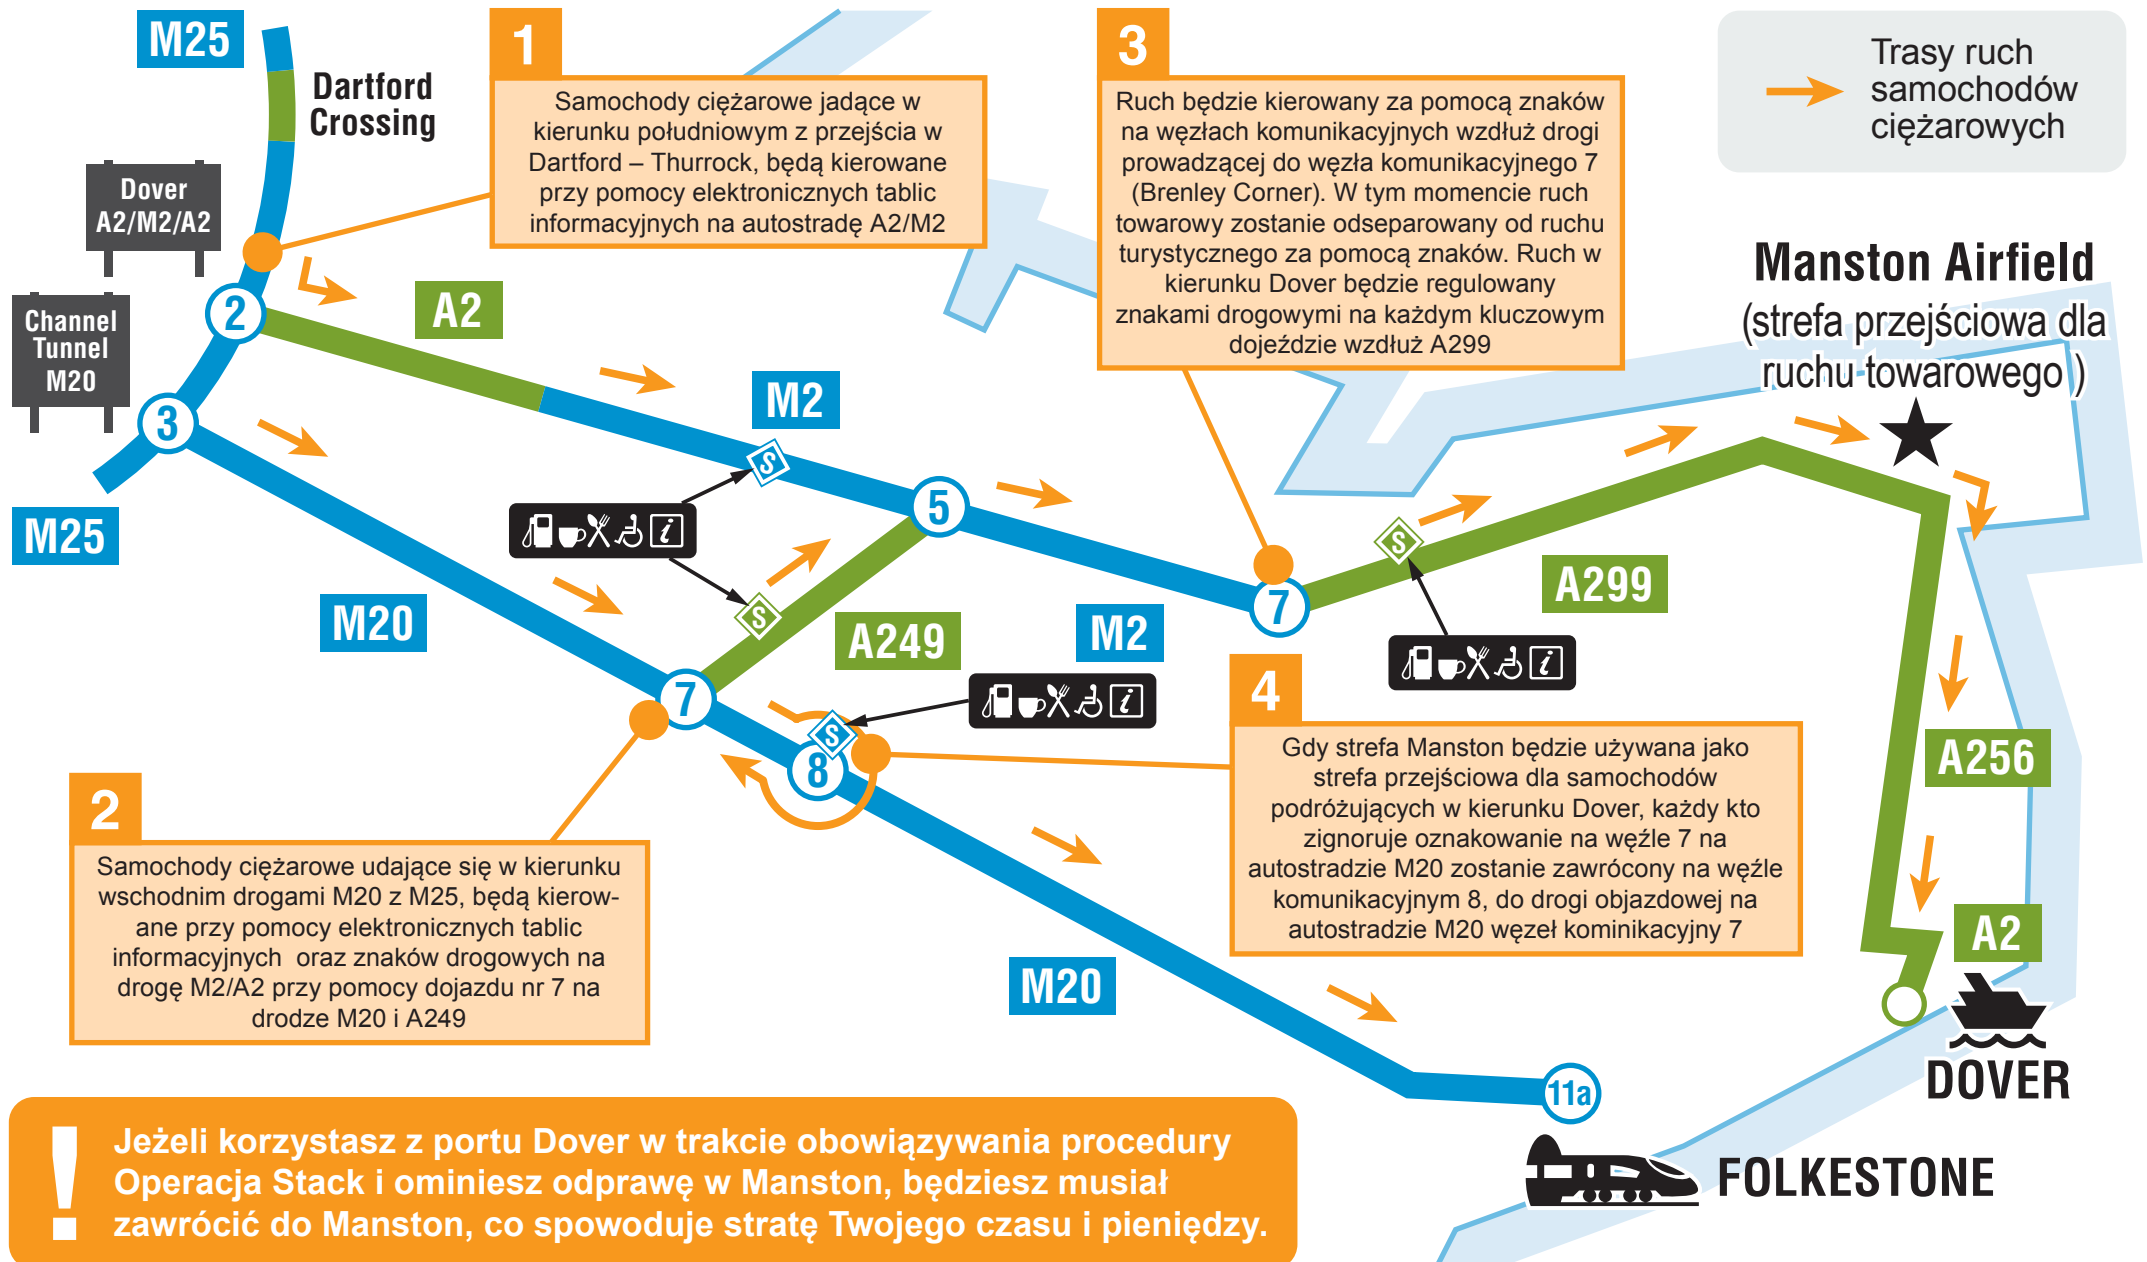 M25
Dartford
Crossing
1
Samochody ciężarowe jadące w
kierunku południowym z przejścia w
Dartford – Thurrock, będą kierowane
przy pomocy elektronicznych tablic
informacyjnych na autostradę A2/M2
3
Ruch będzie kierowany za pomocą znaków
na węzłach komunikacyjnych wzdłuż drogi
prowadzącej do węzła komunikacyjnego 7
(Brenley Corner). W tym momencie ruch
towarowy zostanie odseparowany od ruchu
turystycznego za pomocą znaków. Ruch w
kierunku Dover będzie regulowany
znakami drogowymi na każdym kluczowym
dojeździe wzdłuż A299
Trasy ruch
samochodów
ciężarowych
Dover
A2/M2/A2
Channel
Tunnel
M20
2
A2
3
M25
M2
S
5
Manston Airfield
(strefa przejściowa dla
ruchu towarowego )
i
M20
S
A249
M2
7
S
A299
i
7
S
8
i
4
Gdy strefa Manston będzie używana jako
strefa przejściowa dla samochodów
podróżujących w kierunku Dover, każdy kto
zignoruje oznakowanie na węźle 7 na
autostradzie M20 zostanie zawrócony na węźle
komunikacyjnym 8, do drogi objazdowej na
autostradzie M20 węzeł kominikacyjny 7
A256
A2
2
Samochody ciężarowe udające się w kierunku
wschodnim drogami M20 z M25, będą kierow-
ane przy pomocy elektronicznych tablic
informacyjnych  oraz znaków drogowych na
drogę M2/A2 przy pomocy dojazdu nr 7 na
drodze M20 i A249
M20
DOVER
11a
FOLKESTONE
!
Jeżeli korzystasz z portu Dover w trakcie obowiązywania procedury
Operacja Stack i ominiesz odprawę w Manston, będziesz musiał
zawrócić do Manston, co spowoduje stratę Twojego czasu i pieniędzy.